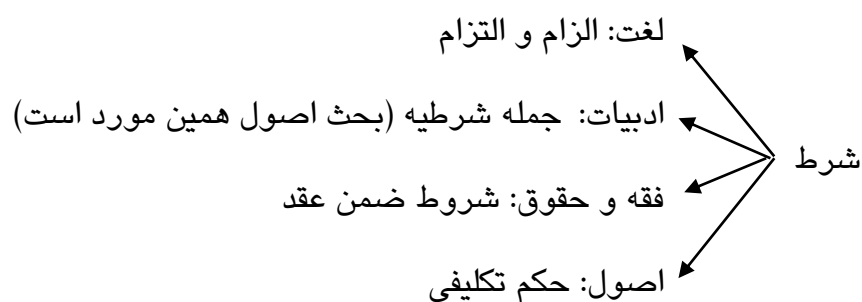 لغت: الزام و التزام
ادبیات: جمله شرطیه (بحث اصول همین مورد است)
شرط
فقه و حقوق: شروط ضمن عقد
اصول: حکم تکلیفی